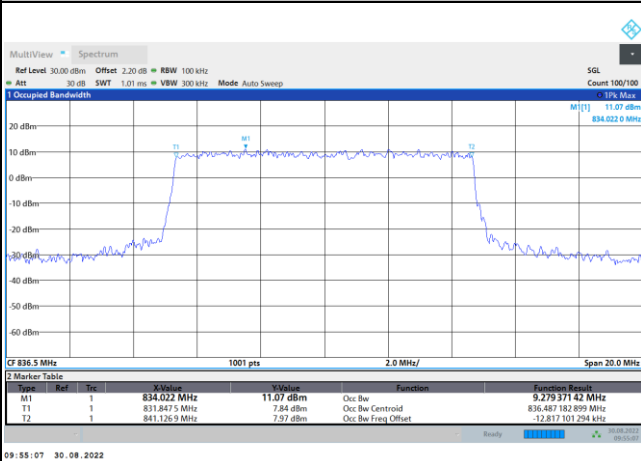 MultiView Spectrum
Ref Level 30.00 dBm Offset 2.20 dB RBW 100 kHz SGL
Att 30 dB SWT 1.01 ms VBW 300 kHz Mode Auto Sweep Count 100/100
1 Occupied Bandwidth 1Pk Max
M1[1] 11.07 dBm
834.022 0 MHz
20 dBm
M1
T1 T2
10 dBm
0 dBm
-10 dBm
-20 dBm
-30 dBm
-40 dBm
-50 dBm
-60 dBm
CF 836.5 MHz 1001 pts 2.0 MHz/ Span 20.0 MHz
2 Marker Table
Type Ref Trc X-Value Y-Value Function Function Result
M1 1 834.022 MHz 11.07 dBm Occ Bw 9.279 371 42 MHz
T1 1 831.847 5 MHz 7.84 dBm Occ Bw Centroid 836.487 182 899 MHz
T2 1 841.126 9 MHz 7.97 dBm Occ Bw Freq Offset -12.817 101 294 kHz
Ready 30.08.2022
09:55:07
09:55:07 30.08.2022